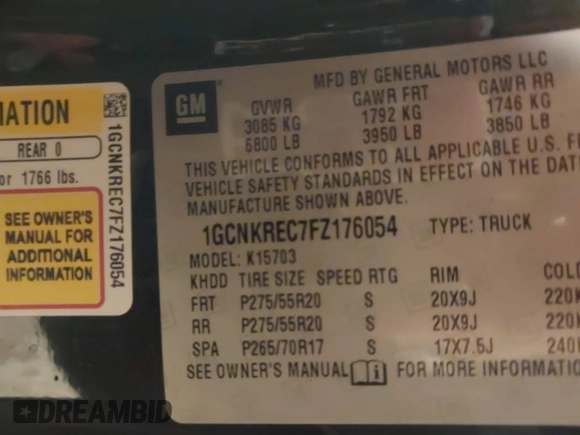 MATION
REAR 0
or 1766 lbs.
SEE OWNER'S
MANUAL FOR
ADDITIONAL
INFORMATION
1GCNKREC7FZ176054
GM
MFD BY GENERAL MOTORS LLC
GVWR GAWR FRT GAWR RR
3085 KG 1792 KG 1746 KG
6800 LB 3950 LB 3850 LB
THIS VEHICLE CONFORMS TO ALL APPLICABLE U.S. FE
VEHICLE SAFETY STANDARDS IN EFFECT ON THE DATE
MANUFACTURE SHOWN ABOVE.
1GCNKREC7FZ176054 TYPE: TRUCK
MODEL: K15703
KHDD TIRE SIZE SPEED RTG RIM COLD
FRT P275/55R20 S 20X9J 220K
RR P275/55R20 S 20X9J 220K
SPA P265/70R17 S 17X7.5J 240K
SEE OWNER'S MANUAL FOR MORE INFORMATION
DREAMBID